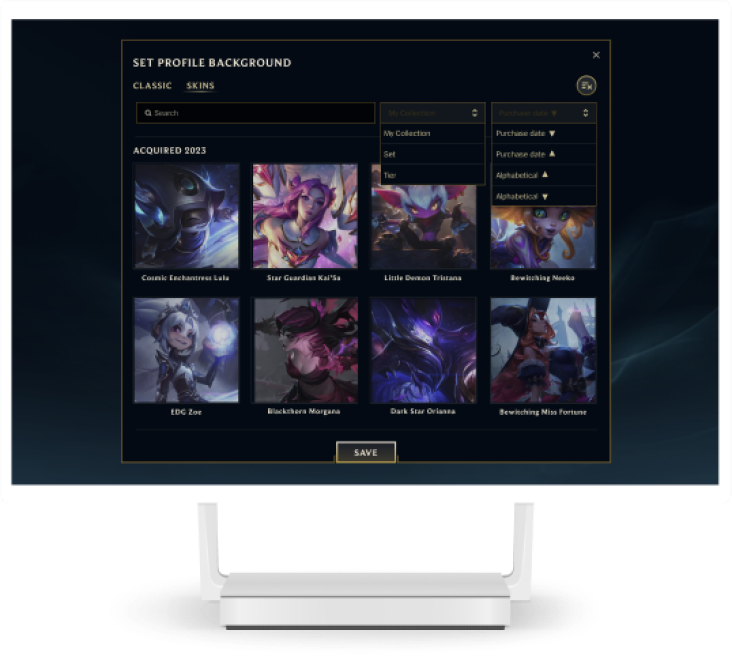 SET PROFILE BACKGROUND
CLASSIC SKINS
Search My Collection Purchase date ▼
My Collection Purchase date ▼
Set Purchase date ▲
Tier Alphabetical ▲
Alphabetical ▼
ACQUIRED 2023
Cosmic Enchantress Lulu Star Guardian Kai'Sa Little Demon Tristana Bewitching Neeko
EDG Zoe Blackthorn Morgana Dark Star Orianna Bewitching Miss Fortune
SAVE